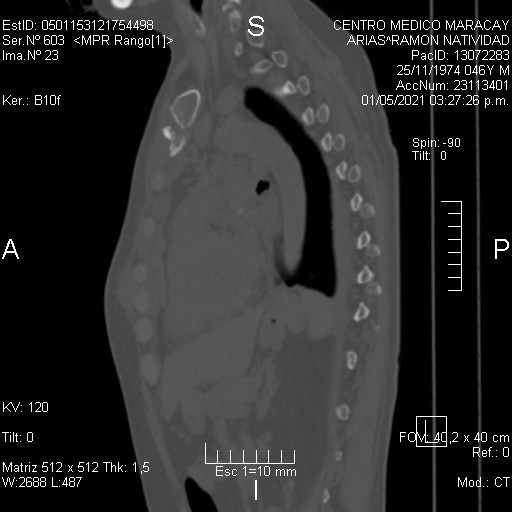 EstID: 0501153121754498
Ser.Nº 603 <MPR Rango[1]>
Ima.Nº 23
Ker.: B10f
S
CENTRO MEDICO MARACAY
ARIAS^RAMON NATIVIDAD
PacID: 13072283
25/11/1974 046Y M
AccNum: 23113401
01/05/2021 03:27:26 p.m.
Spin: -90
Tilt: 0
A
P
KV: 120
Tilt: 0
Matriz 512 x 512 Thk: 1,5
W:2688 L:487
Esc 1=10 mm
I
L
FOM: 40,2 x 40 cm
Ref.: 0
Mod.: CT